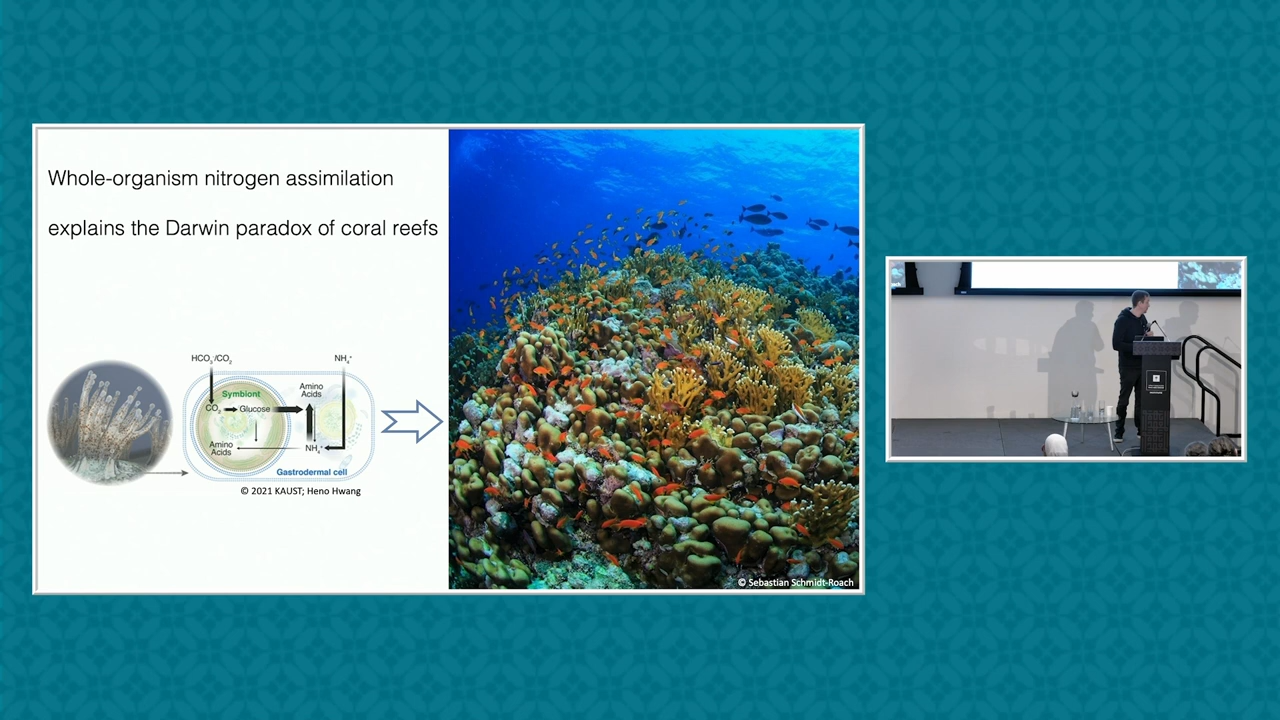 Whole-organism nitrogen assimilation
explains the Darwin paradox of coral reefs
HCO₃⁻/CO₂
NH₄⁺
Symbiont
Amino
Acids
CO₂
Glucose
Amino
Acids
NH₄⁺
Gastrodermal cell
© 2021 KAUST; Heno Hwang
© Sebastian Schmidt-Roach